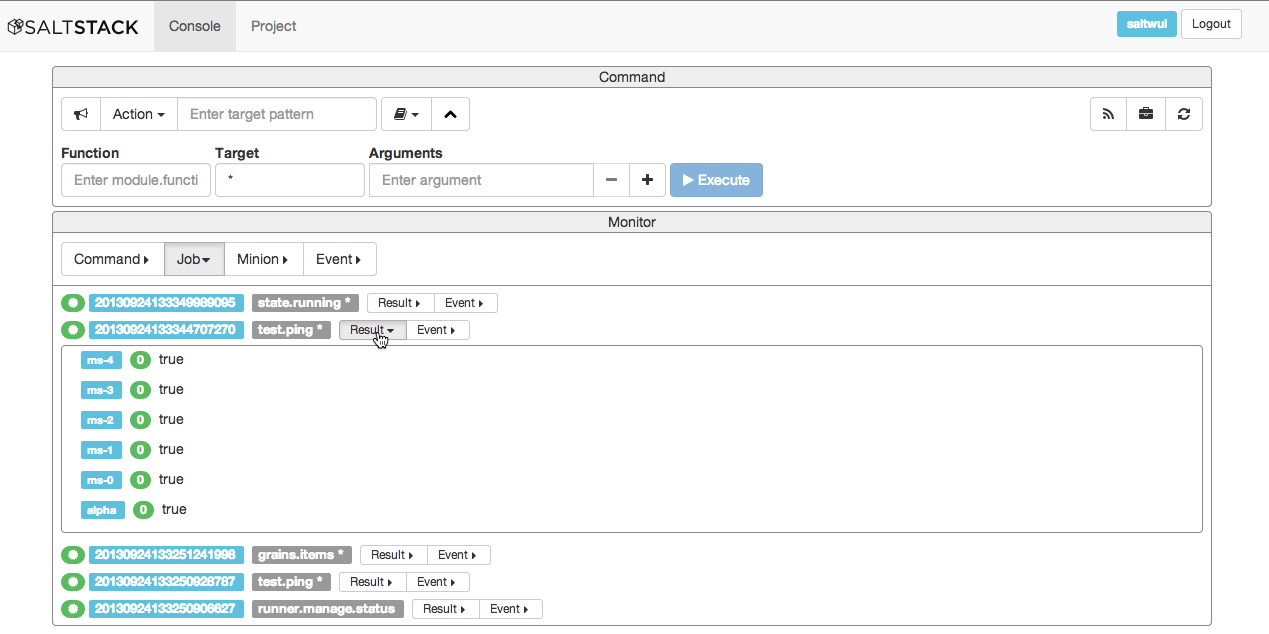 SALTSTACK Console Project saltwui Logout
Command
Action Enter target pattern
Function Target Arguments
Enter module.functi * Enter argument Execute
Monitor
Command Job Minion Event
20130924133349989095 state.running * Result Event
20130924133344707270 test.ping * Result Event
ms-4 0 true
ms-3 0 true
ms-2 0 true
ms-1 0 true
ms-0 0 true
alpha 0 true
20130924133251241998 grains.items * Result Event
20130924133250928787 test.ping * Result Event
20130924133250906627 runner.manage.status Result Event